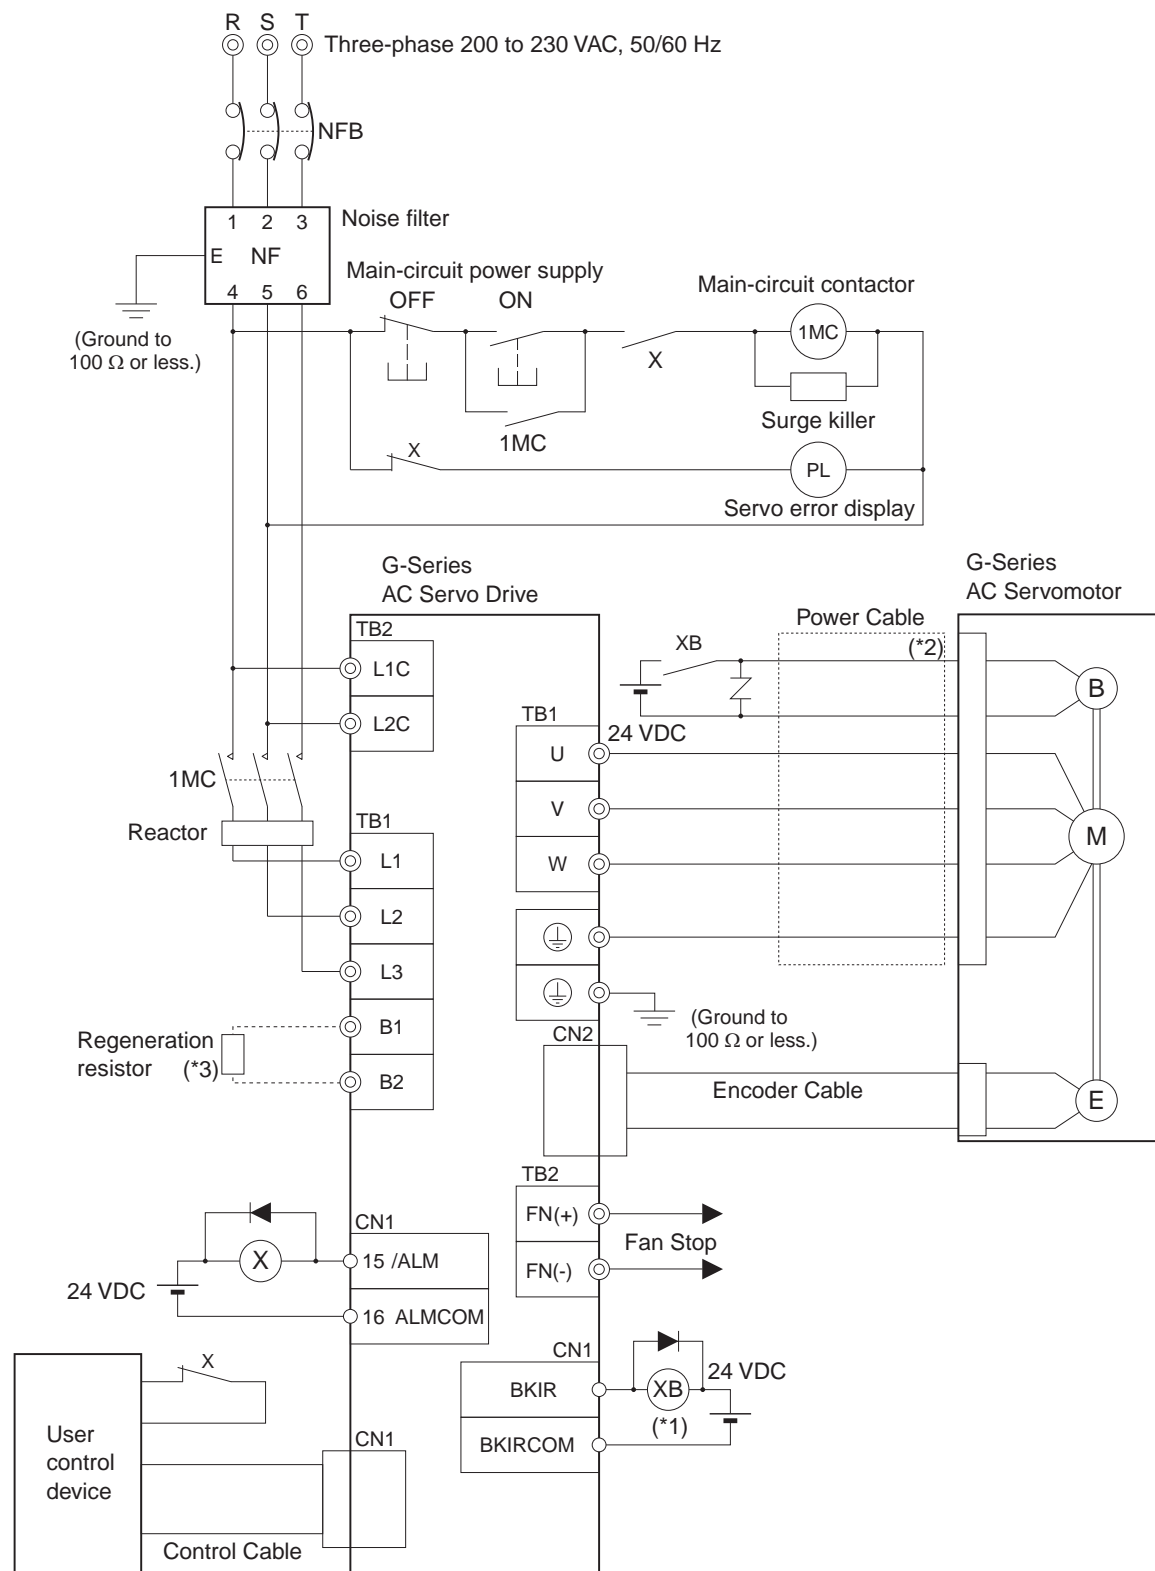 R S T
Three-phase 200 to 230 VAC, 50/60 Hz
NFB
1 2 3
Noise filter
E NF
4 5 6
(Ground to
100 Ω or less.)
Main-circuit power supply
OFF ON
Main-circuit contactor
1MC
X
Surge killer
1MC
X
PL
Servo error display
G-Series
AC Servo Drive
G-Series
AC Servomotor
TB2
L1C
L2C
XB
Power Cable
(*2)
B
24 VDC
TB1
U
V
W
M
1MC
Reactor
TB1
L1
L2
L3
B1
B2
Regeneration
resistor (*3)
(Ground to
100 Ω or less.)
CN2
Encoder Cable
E
TB2
FN(+)
FN(-)
Fan Stop
CN1
X
15 /ALM
16 ALMCOM
24 VDC
CN1
BKIR
BKIRCOM
XB
(*1)
24 VDC
X
User
control
device
CN1
Control Cable